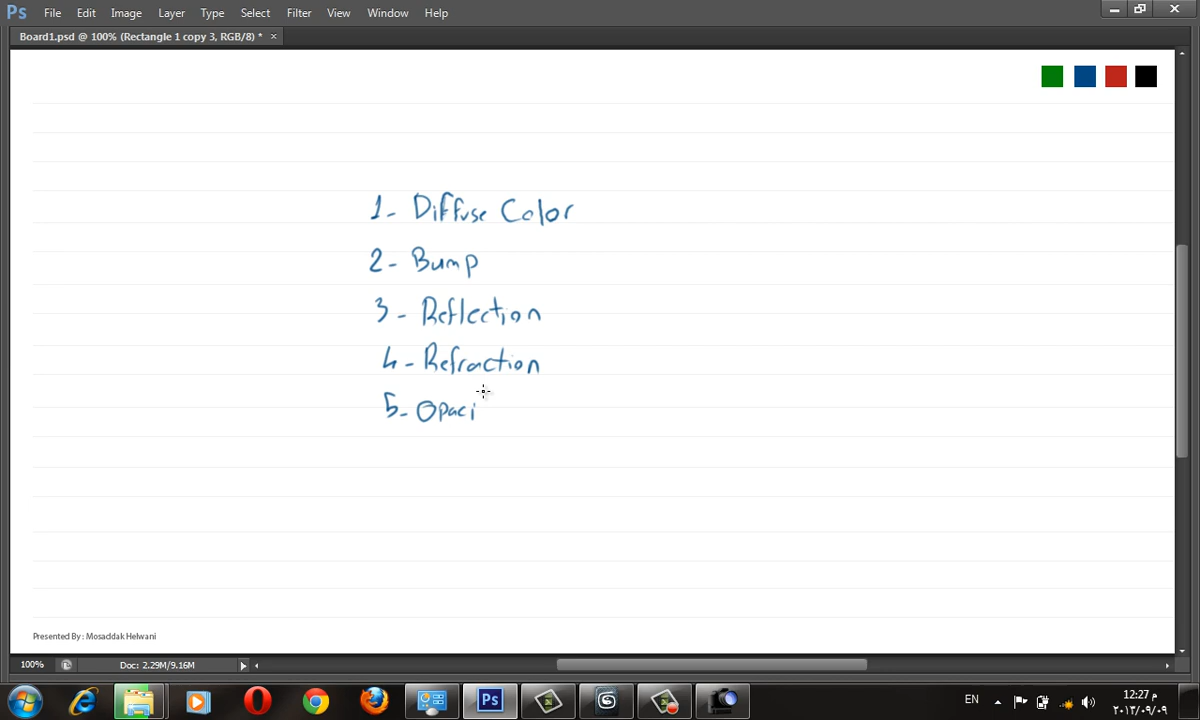 Ps File Edit Image Layer Type Select Filter View Window Help
Board1.psd @ 100% (Rectangle 1 copy 3, RGB/8) * ×
1- Diffuse Color
2- Bump
3- Reflection
4- Refraction
5- Opaci
Presented By : Mosaddak Helwani
100% Doc: 2.29M/9.16M
Ps EN 12:27 م
٢٠١٣/٠٩/٠٩